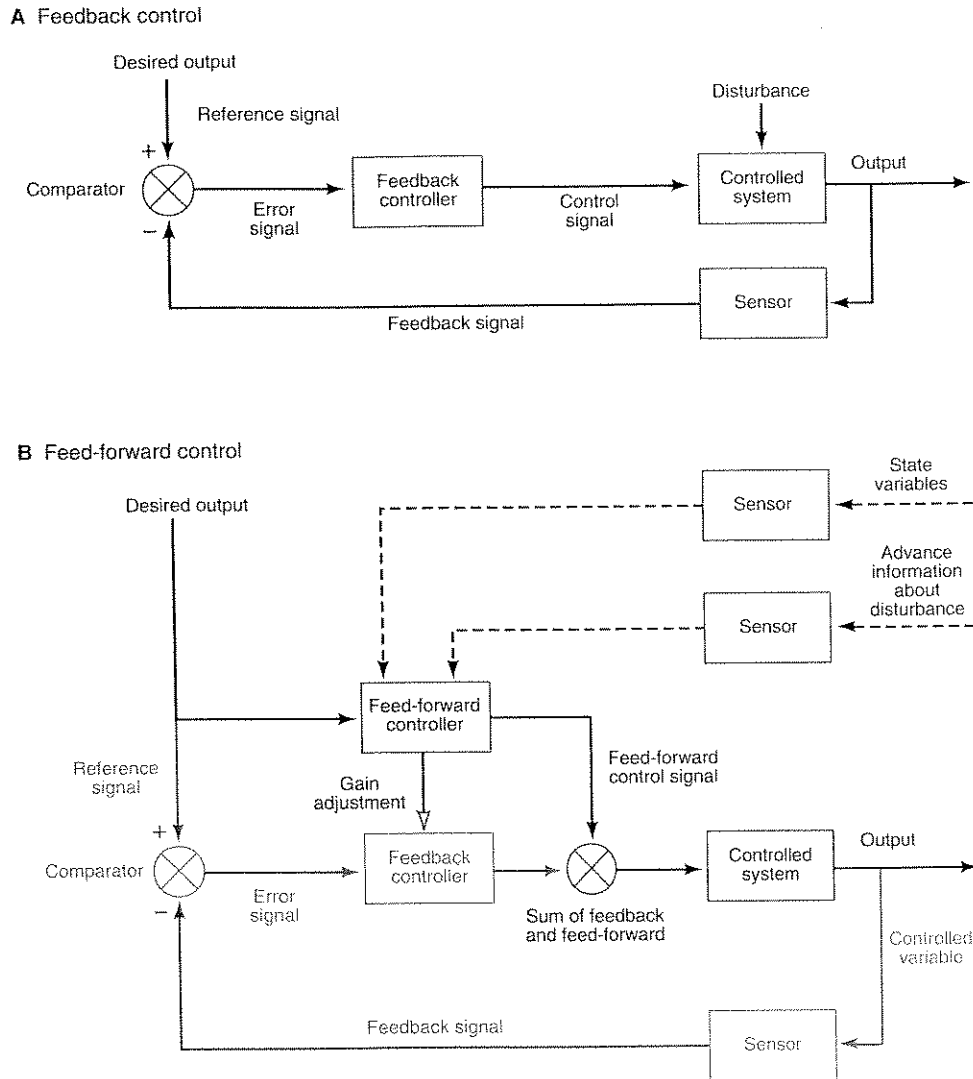 A Feedback control
Desired output
Disturbance
Reference signal
+
Comparator
Feedback
controller
Controlled
system
Output
Error
signal
Control
signal
−
Sensor
Feedback signal
B Feed-forward control
State
variables
Desired output
Sensor
Advance
information
about
disturbance
Sensor
Feed-forward
controller
Reference
signal
Gain
adjustment
Feed-forward
control signal
+
Comparator
Feedback
controller
Controlled
system
Output
Error
signal
−
Sum of feedback
and feed-forward
Controlled
variable
Feedback signal
Sensor